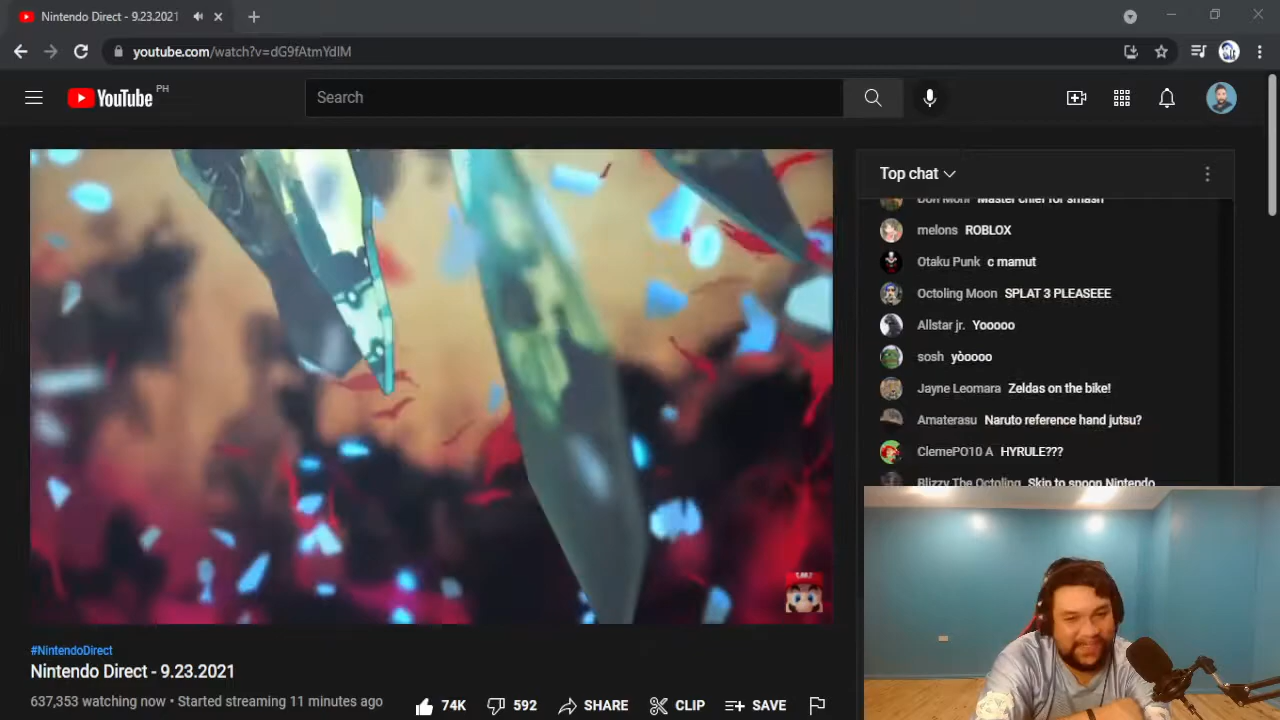 Nintendo Direct - 9.23.2021
youtube.com/watch?v=dG9fAtmYdIM
YouTube PH
Search
Top chat
Don Mohl Master chief for smash
melons ROBLOX
Otaku Punk c mamut
Octoling Moon SPLAT 3 PLEASEEE
Allstar jr. Yooooo
sosh yòoooo
Jayne Leomara Zeldas on the bike!
Amaterasu Naruto reference hand jutsu?
ClemePO10 A HYRULE???
Blizzy The Octoling Skip to spoon Nintendo
#NintendoDirect
Nintendo Direct - 9.23.2021
637,353 watching now • Started streaming 11 minutes ago
74K 592 SHARE CLIP SAVE